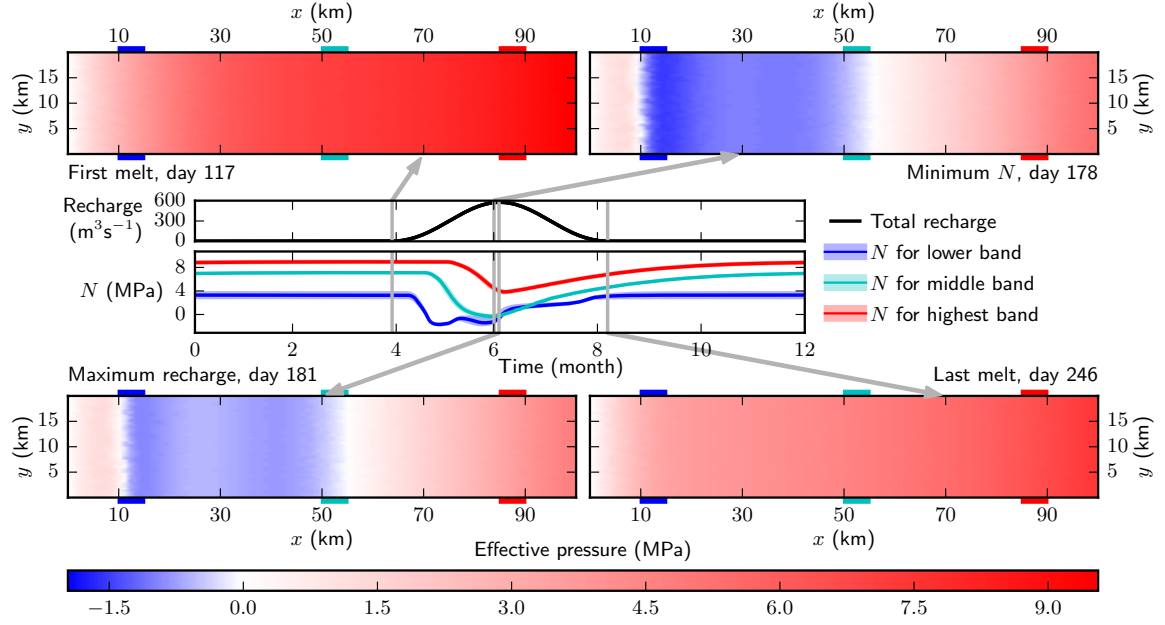 x (km) x (km)
10 30 50 70 90 10 30 50 70 90
y (km) 15 10 5 15 10 5 y (km)
First melt, day 117 Minimum N, day 178
Recharge (m³s⁻¹) 600 300 0
Total recharge
N for lower band
N for middle band
N for highest band
N (MPa) 8 4 0
0 2 4 6 8 10 12
Time (month)
Maximum recharge, day 181 Last melt, day 246
y (km) 15 10 5 15 10 5 y (km)
10 30 50 70 90 10 30 50 70 90
x (km) x (km)
Effective pressure (MPa)
−1.5 0.0 1.5 3.0 4.5 6.0 7.5 9.0